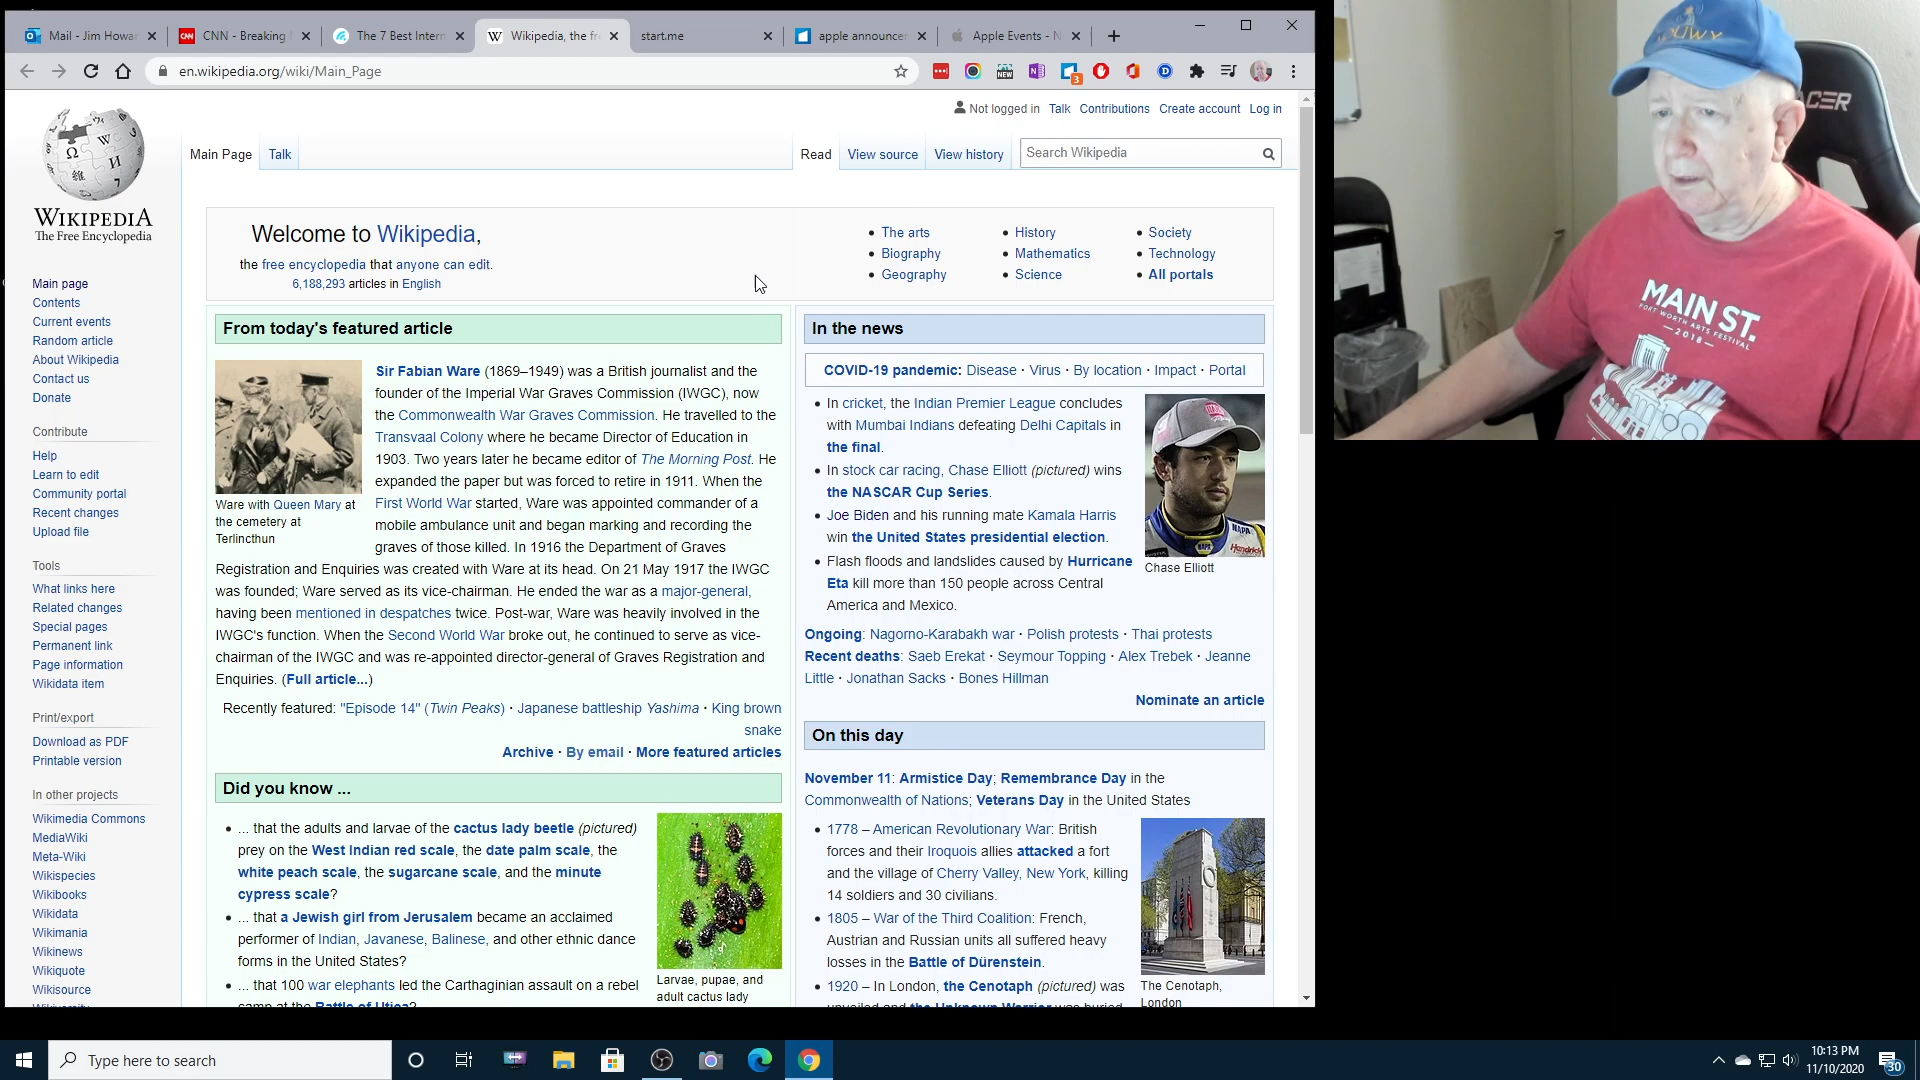 Mail - Jim Howar
CNN - Breaking
The 7 Best Intern
Wikipedia, the fr
start.me
apple announcer
Apple Events - N
en.wikipedia.org/wiki/Main_Page
NEW
3
Not logged in Talk Contributions Create account Log in
Main Page Talk Read View source View history Search Wikipedia
WIKIPEDIA
The Free Encyclopedia
Main page
Contents
Current events
Random article
About Wikipedia
Contact us
Donate
Contribute
Help
Learn to edit
Community portal
Recent changes
Upload file
Tools
What links here
Related changes
Special pages
Permanent link
Page information
Wikidata item
Print/export
Download as PDF
Printable version
In other projects
Wikimedia Commons
MediaWiki
Meta-Wiki
Wikispecies
Wikibooks
Wikidata
Wikimania
Wikinews
Wikiquote
Wikisource
Welcome to Wikipedia,
the free encyclopedia that anyone can edit.
6,188,293 articles in English
• The arts
• Biography
• Geography
• History
• Mathematics
• Science
• Society
• Technology
• All portals
From today's featured article
Sir Fabian Ware (1869–1949) was a British journalist and the
founder of the Imperial War Graves Commission (IWGC), now
the Commonwealth War Graves Commission. He travelled to the
Transvaal Colony where he became Director of Education in
1903. Two years later he became editor of The Morning Post. He
expanded the paper but was forced to retire in 1911. When the
First World War started, Ware was appointed commander of a
mobile ambulance unit and began marking and recording the
graves of those killed. In 1916 the Department of Graves
Registration and Enquiries was created with Ware at its head. On 21 May 1917 the IWGC
was founded; Ware served as its vice-chairman. He ended the war as a major-general,
having been mentioned in despatches twice. Post-war, Ware was heavily involved in the
IWGC's function. When the Second World War broke out, he continued to serve as vice-
chairman of the IWGC and was re-appointed director-general of Graves Registration and
Enquiries. (Full article...)
Ware with Queen Mary at
the cemetery at
Terlincthun
Recently featured: "Episode 14" (Twin Peaks) · Japanese battleship Yashima · King brown
snake
Archive · By email · More featured articles
Did you know ...
• ... that the adults and larvae of the cactus lady beetle (pictured)
prey on the West Indian red scale, the date palm scale, the
white peach scale, the sugarcane scale, and the minute
cypress scale?
• ... that a Jewish girl from Jerusalem became an acclaimed
performer of Indian, Javanese, Balinese, and other ethnic dance
forms in the United States?
• ... that 100 war elephants led the Carthaginian assault on a rebel
camp at the Battle of Utica?
Larvae, pupae, and
adult cactus lady
In the news
COVID-19 pandemic: Disease · Virus · By location · Impact · Portal
• In cricket, the Indian Premier League concludes
with Mumbai Indians defeating Delhi Capitals in
the final.
• In stock car racing, Chase Elliott (pictured) wins
the NASCAR Cup Series.
• Joe Biden and his running mate Kamala Harris
win the United States presidential election.
• Flash floods and landslides caused by Hurricane
Eta kill more than 150 people across Central
America and Mexico.
NAPA
Hendrick
Chase Elliott
Ongoing: Nagorno-Karabakh war · Polish protests · Thai protests
Recent deaths: Saeb Erekat · Seymour Topping · Alex Trebek · Jeanne
Little · Jonathan Sacks · Bones Hillman
Nominate an article
On this day
November 11: Armistice Day; Remembrance Day in the
Commonwealth of Nations; Veterans Day in the United States
• 1778 – American Revolutionary War: British
forces and their Iroquois allies attacked a fort
and the village of Cherry Valley, New York, killing
14 soldiers and 30 civilians.
• 1805 – War of the Third Coalition: French,
Austrian and Russian units all suffered heavy
losses in the Battle of Dürenstein.
• 1920 – In London, the Cenotaph (pictured) was
unveiled and the Unknown Warrior was buried
The Cenotaph,
London
MAIN ST.
FORT WORTH ARTS FESTIVAL
2018
CER
Type here to search
10:13 PM
11/10/2020
30